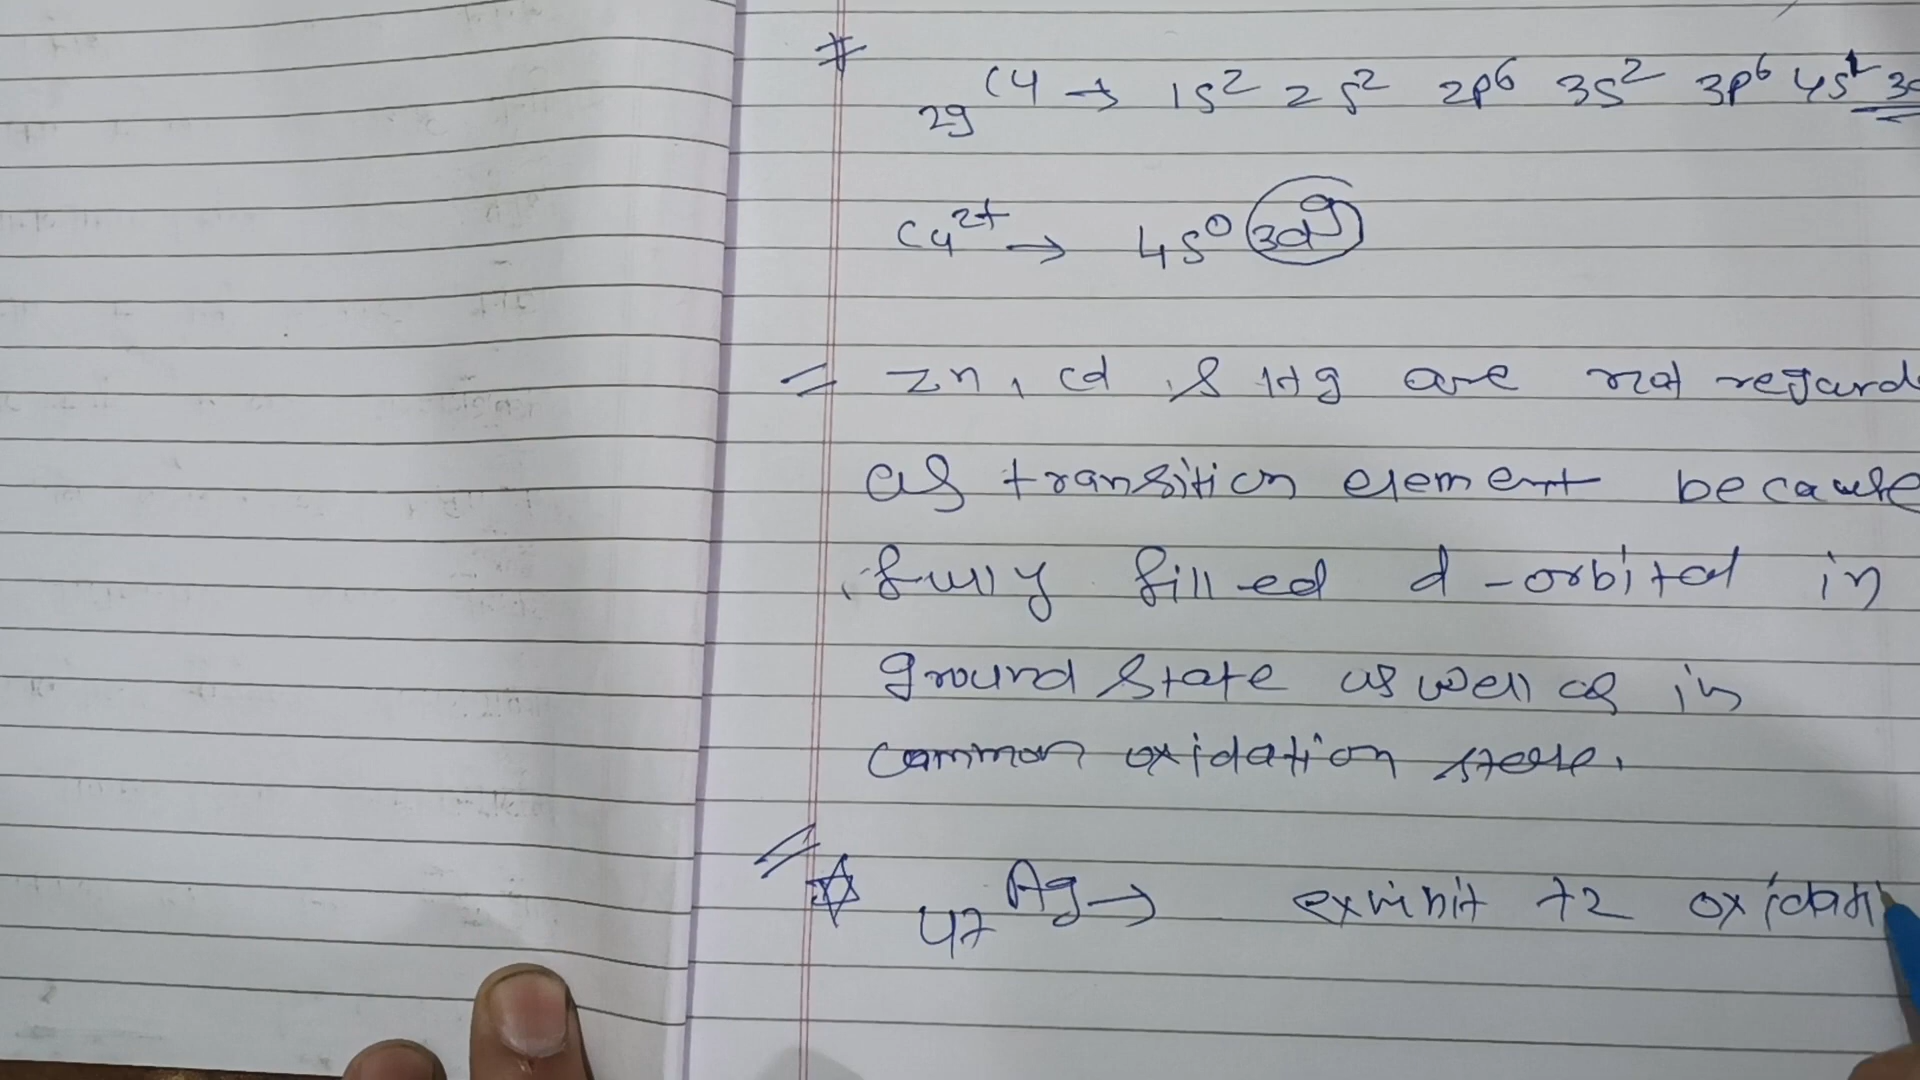 # 29Cu → 1s² 2s² 2p⁶ 3s² 3p⁶ 4s¹ 3d
Cu²⁺ → 4s⁰ 3d⁹
= Zn, Cd & Hg are not regard
as transition element because
fully filled d-orbital in
ground state as well as in
common oxidation state.
47Ag → exhibit +2 oxidati